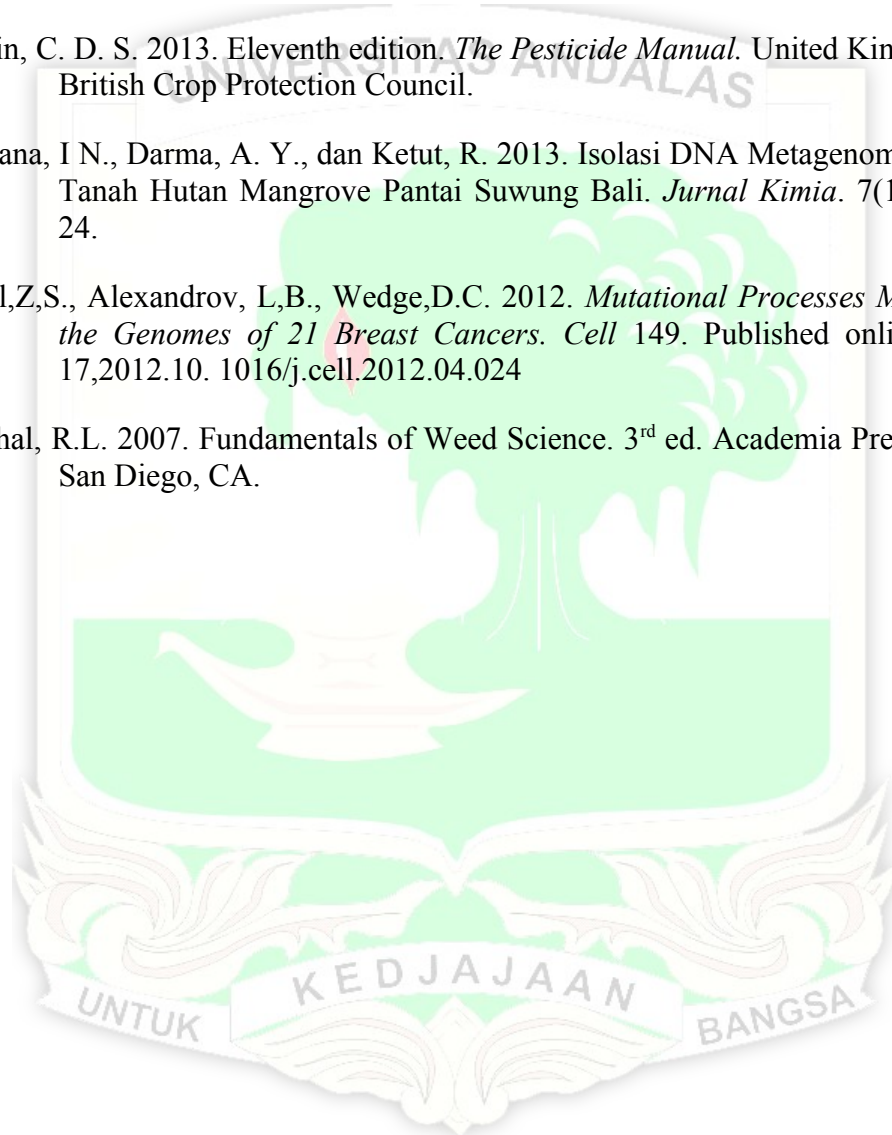 in, C. D. S. 2013. Eleventh edition. The Pesticide Manual. United Kin
British Crop Protection Council.
ana, I N., Darma, A. Y., dan Ketut, R. 2013. Isolasi DNA Metagenom
Tanah Hutan Mangrove Pantai Suwung Bali. Jurnal Kimia. 7(1
24.
l,Z,S., Alexandrov, L,B., Wedge,D.C. 2012. Mutational Processes M
the Genomes of 21 Breast Cancers. Cell 149. Published onli
17,2012.10. 1016/j.cell.2012.04.024
hal, R.L. 2007. Fundamentals of Weed Science. 3rd ed. Academia Pre
San Diego, CA.
UNIVERSITAS ANDALAS
UNTUK KEDJAJAAN BANGSA